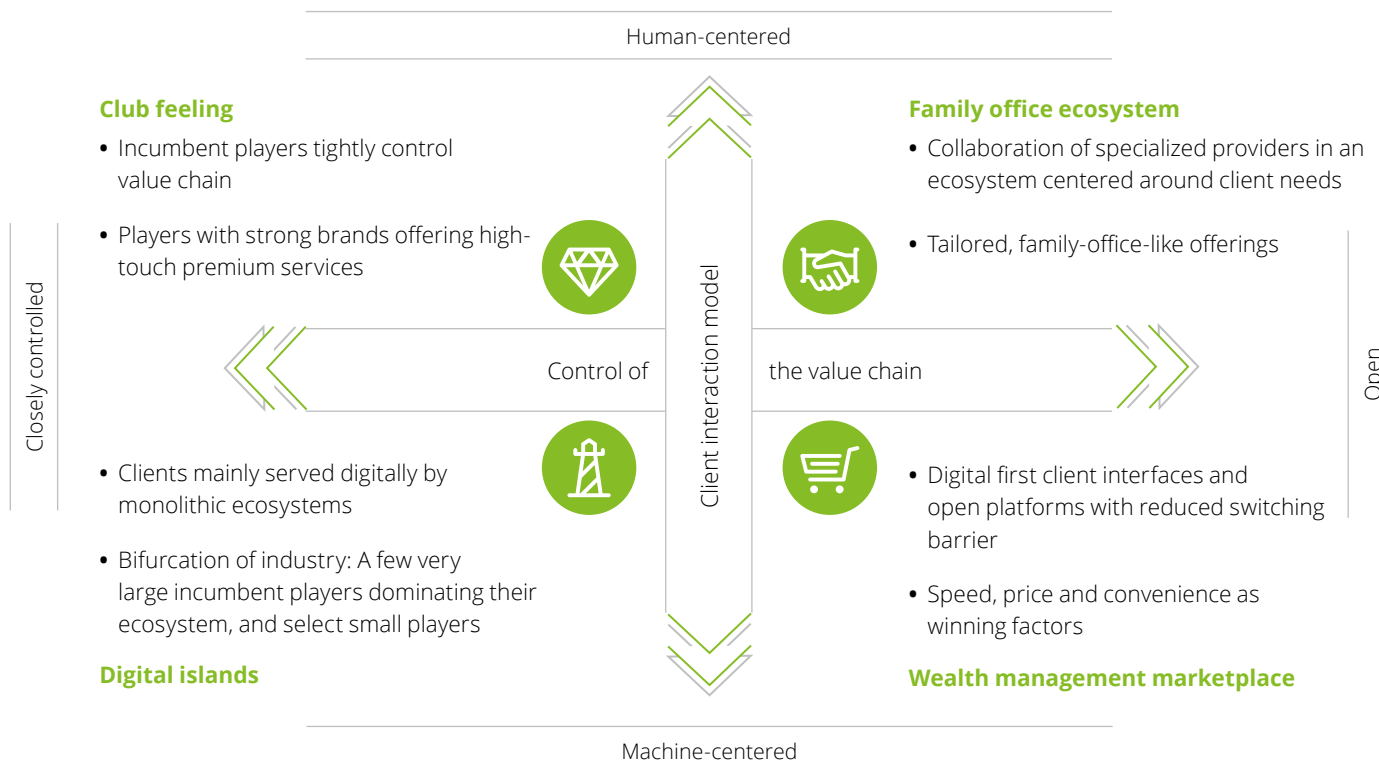 Human-centered
Club feeling
• Incumbent players tightly control
value chain
• Players with strong brands offering high-
touch premium services
Family office ecosystem
• Collaboration of specialized providers in an
ecosystem centered around client needs
• Tailored, family-office-like offerings
Closely controlled
Control of
Client interaction model
the value chain
Open
• Clients mainly served digitally by
monolithic ecosystems
• Bifurcation of industry: A few very
large incumbent players dominating their
ecosystem, and select small players
Digital islands
• Digital first client interfaces and
open platforms with reduced switching
barrier
• Speed, price and convenience as
winning factors
Wealth management marketplace
Machine-centered